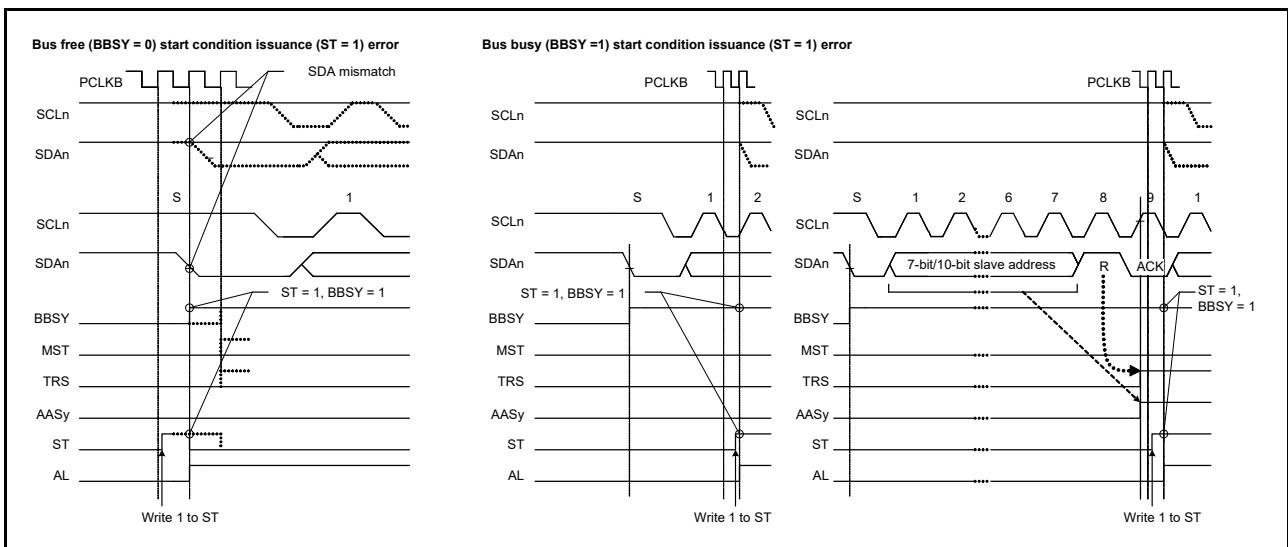 Bus free (BBSY = 0) start condition issuance (ST = 1) error
PCLKB
SDA mismatch
SCLn
SDAn
S 1
SCLn
SDAn
ST = 1, BBSY = 1
BBSY
MST
TRS
AASy
ST
AL
Write 1 to ST
Bus busy (BBSY =1) start condition issuance (ST = 1) error
PCLKB
SCLn
SDAn
S 1 2
SCLn
SDAn
ST = 1, BBSY = 1
BBSY
MST
TRS
AASy
ST
AL
Write 1 to ST
PCLKB
SCLn
SDAn
S 1 2 6 7 8 9 1
SCLn
SDAn
7-bit/10-bit slave address R ACK
ST = 1,
BBSY = 1
BBSY
MST
TRS
AASy
ST
AL
Write 1 to ST